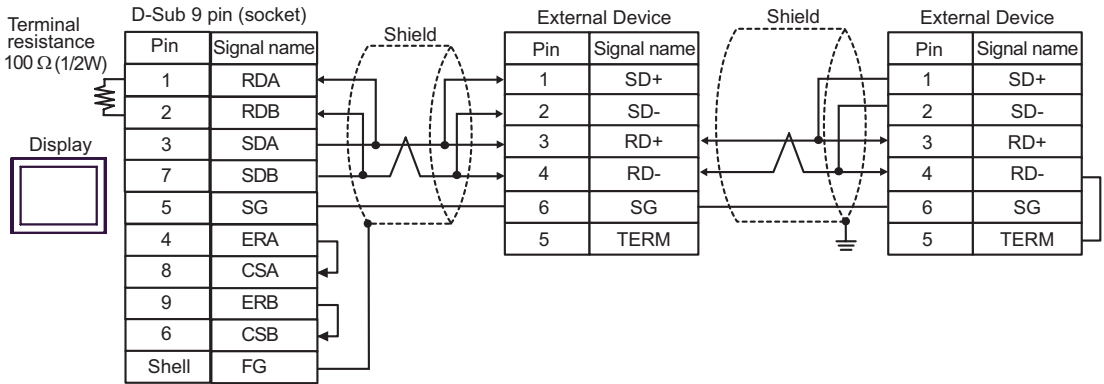 Terminal
resistance
100 Ω (1/2W)
Display
D-Sub 9 pin (socket)
Pin Signal name
1 RDA
2 RDB
3 SDA
7 SDB
5 SG
4 ERA
8 CSA
9 ERB
6 CSB
Shell FG
Shield
External Device
Pin Signal name
1 SD+
2 SD-
3 RD+
4 RD-
6 SG
5 TERM
Shield
External Device
Pin Signal name
1 SD+
2 SD-
3 RD+
4 RD-
6 SG
5 TERM